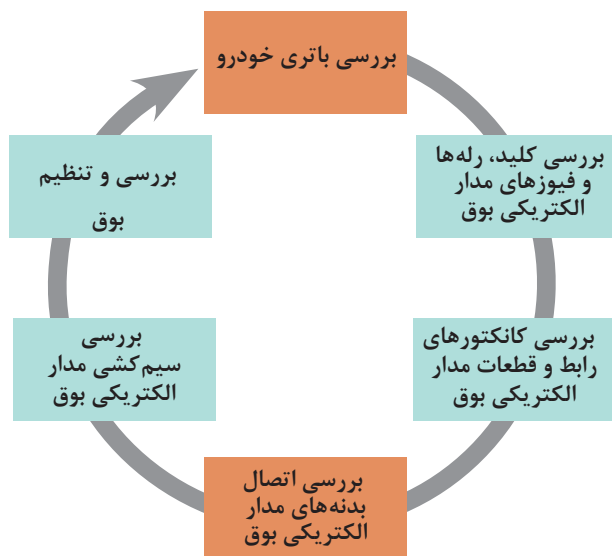 بررسی باتری خودرو
بررسی کلید، رله‌ها
و فیوزهای مدار
الکتریکی بوق
بررسی کانکتورهای
رابط و قطعات مدار
الکتریکی بوق
بررسی اتصال
بدنه‌های مدار
الکتریکی بوق
بررسی
سیم‌کشی مدار
الکتریکی بوق
بررسی و تنظیم
بوق